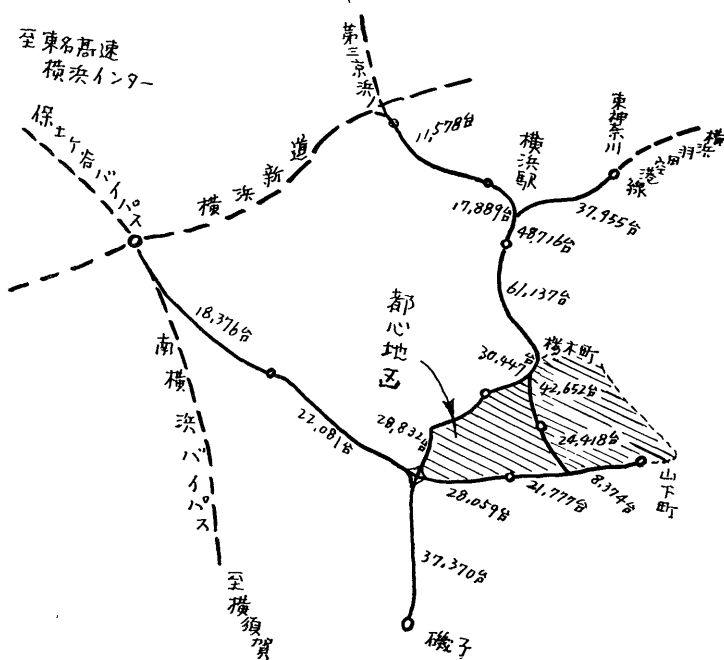 至東名高速
横浜インター
保土ケ谷バイパス
横浜新道
第三京浜
11,578台
横浜駅
東神奈川
横浜羽田空港線
17,889台
37,955台
48,716台
61,137台
18,376台
都心地区
30,447台
桜木町
42,652台
南横浜バイパス
22,081台
28,832台
24,418台
28,059台
21,777台
8,374台
山下町
37,370台
至横須賀
磯子